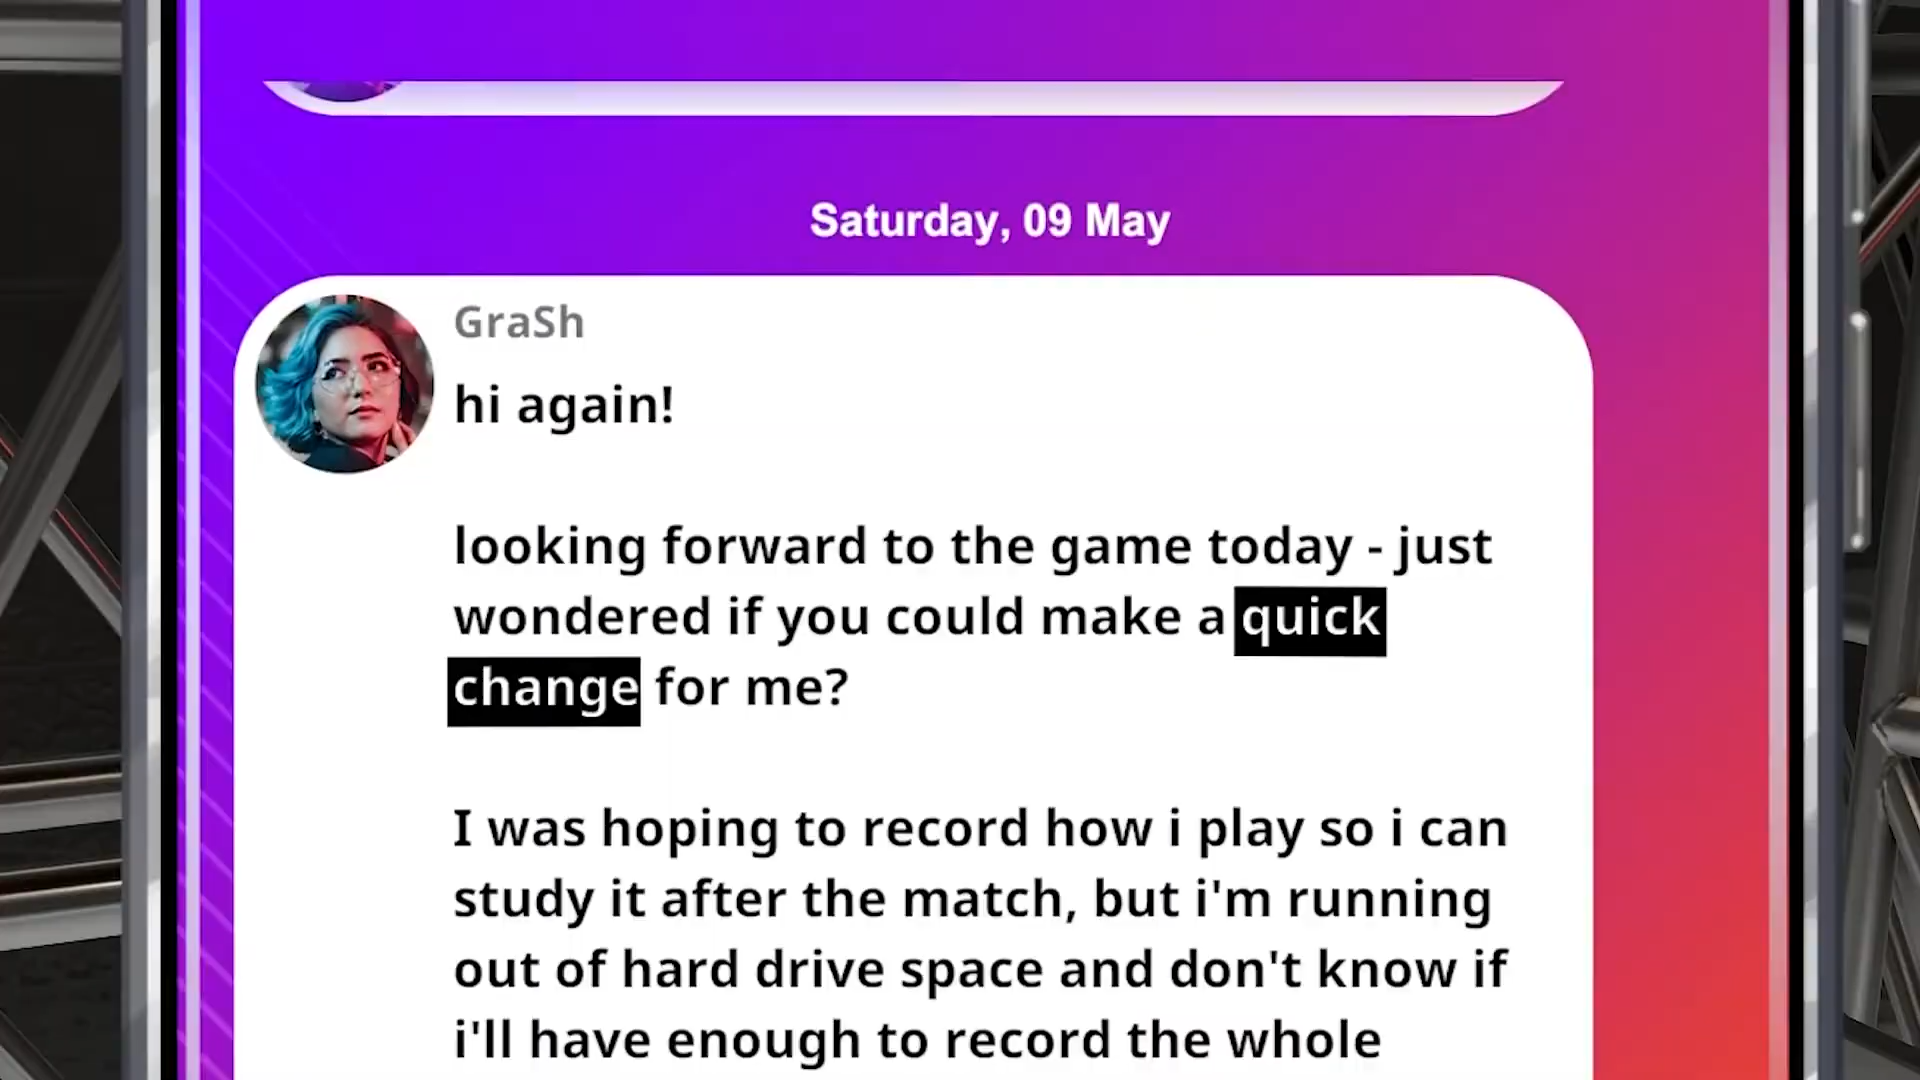 Saturday, 09 May
GraSh
hi again!
looking forward to the game today - just
wondered if you could make a quick
change for me?
I was hoping to record how i play so i can
study it after the match, but i'm running
out of hard drive space and don't know if
i'll have enough to record the whole